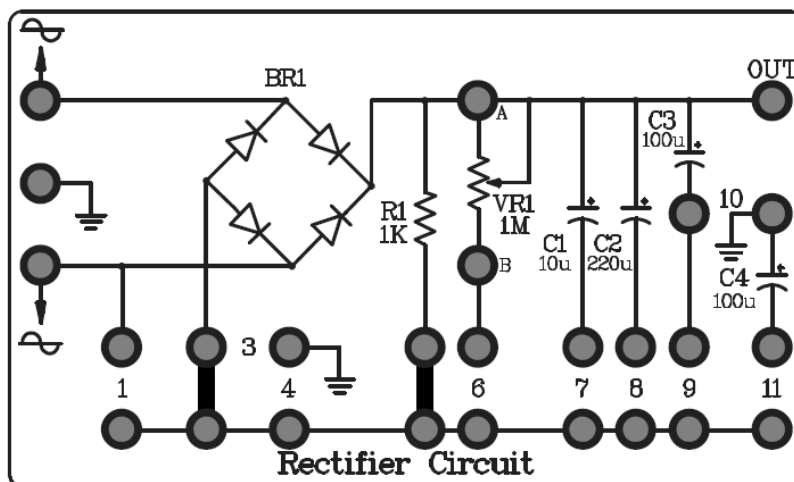 BR1
OUT
A
C3
100u
R1
1K
VR1
1M
10
B
C1
10u
C2
220u
C4
100u
3
1
4
6
7
8
9
11
Rectifier Circuit